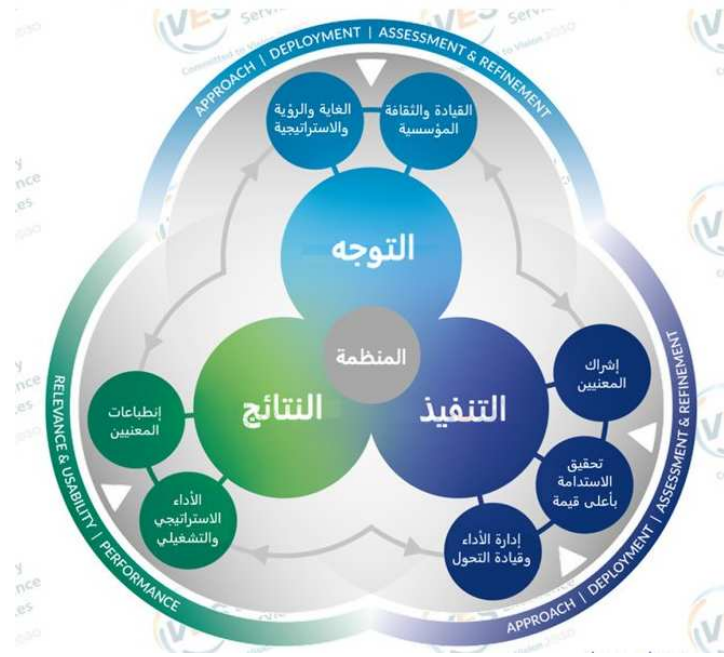 APPROACH | DEPLOYMENT | ASSESSMENT & REFINEMENT
القيادة والثقافة
المؤسسية
الغاية والرؤية
والاستراتيجية
التوجه
المنظمة
التنفيذ
إشراك
المعنيين
تحقيق
الاستدامة
بأعلى قيمة
إدارة الأداء
وقيادة التحول
APPROACH | DEPLOYMENT | ASSESSMENT & REFINEMENT
النتائج
إنطباعات
المعنيين
الأداء
الاستراتيجي
والتشغيلي
RELEVANCE & USABILITY | PERFORMANCE